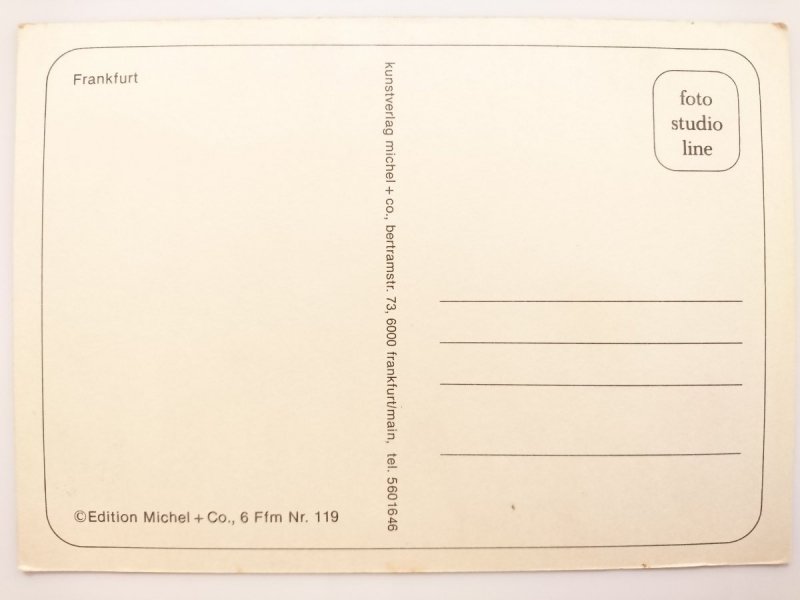 Frankfurt
©Edition Michel + Co., 6 Ffm Nr. 119
kunstverlag michel + co., bertramstr. 73, 6000 frankfurt/main, tel. 5601646
foto
studio
line